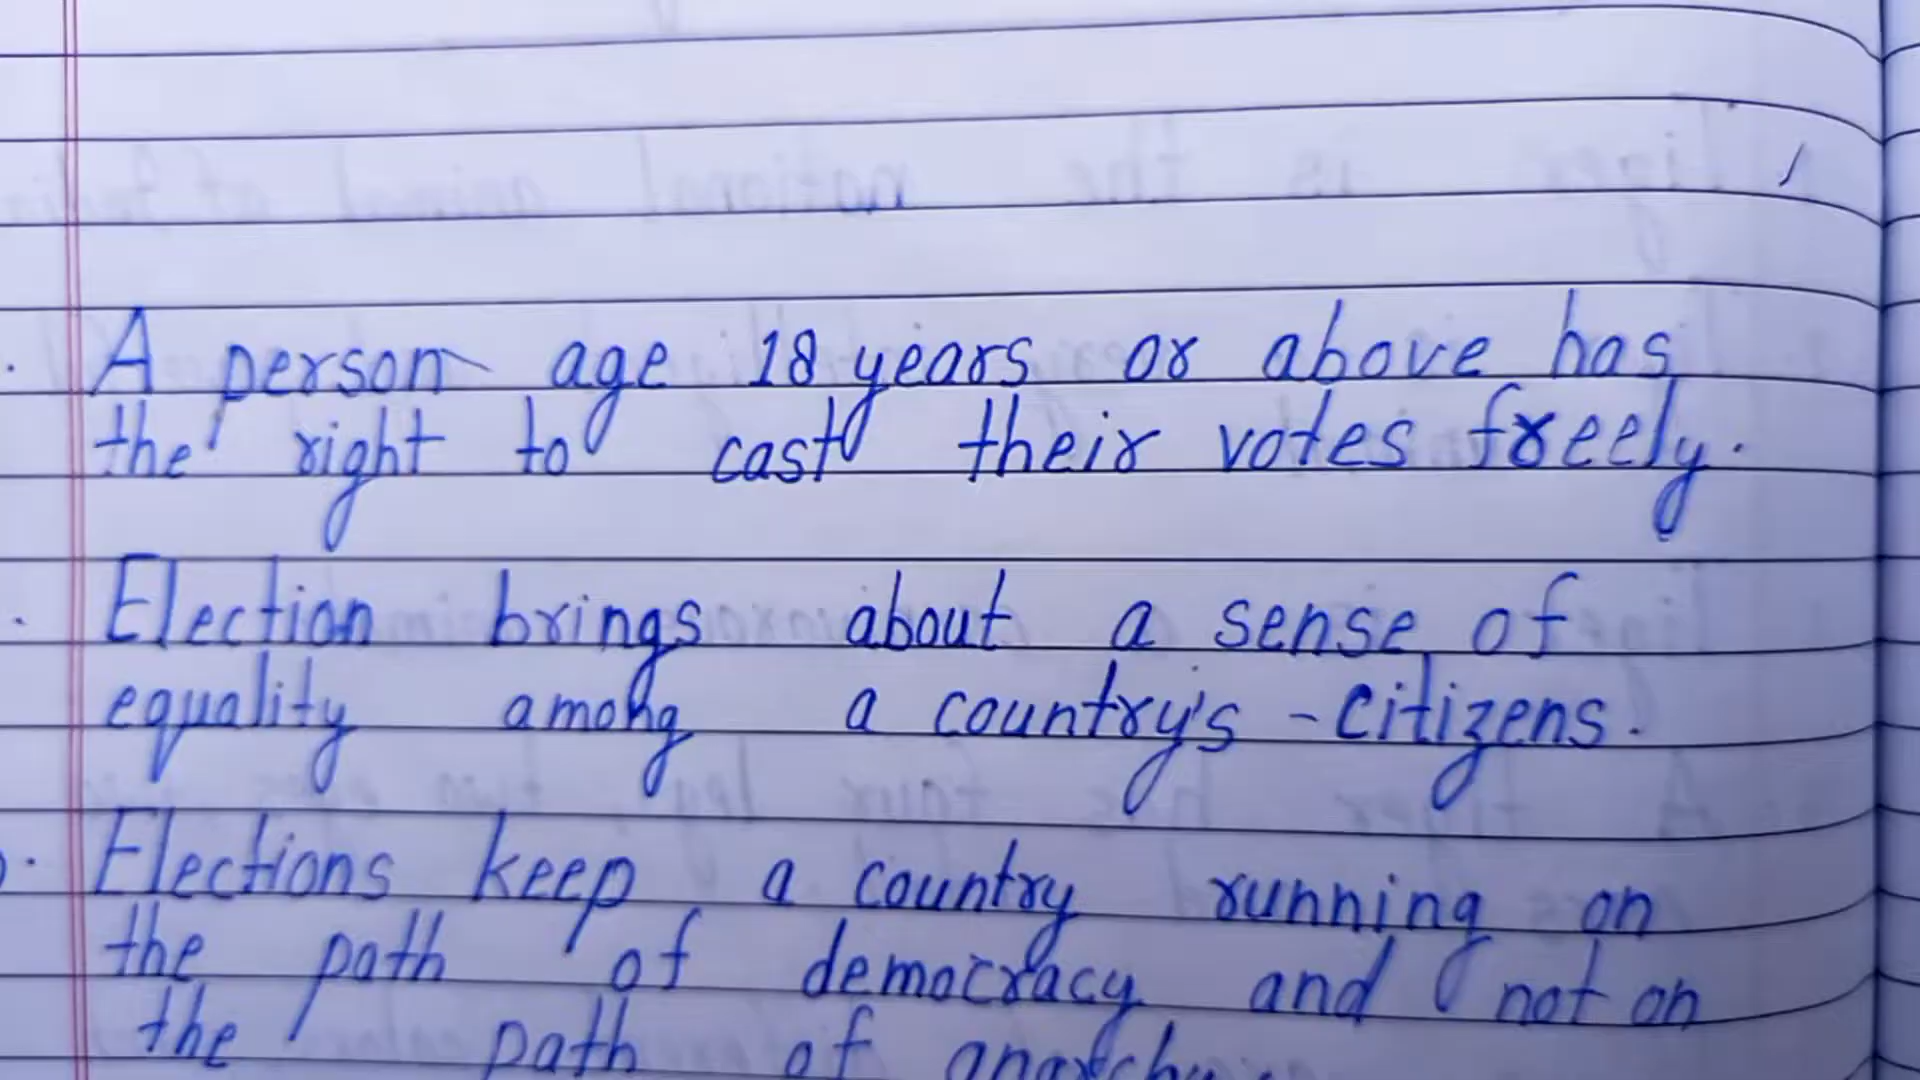 A person age 18 years or above has
the right to cast their votes freely.
Election brings about a sense of
equality among a country's -citizens.
Elections keep a country running on
the path of democracy and not on
the path of anarchy